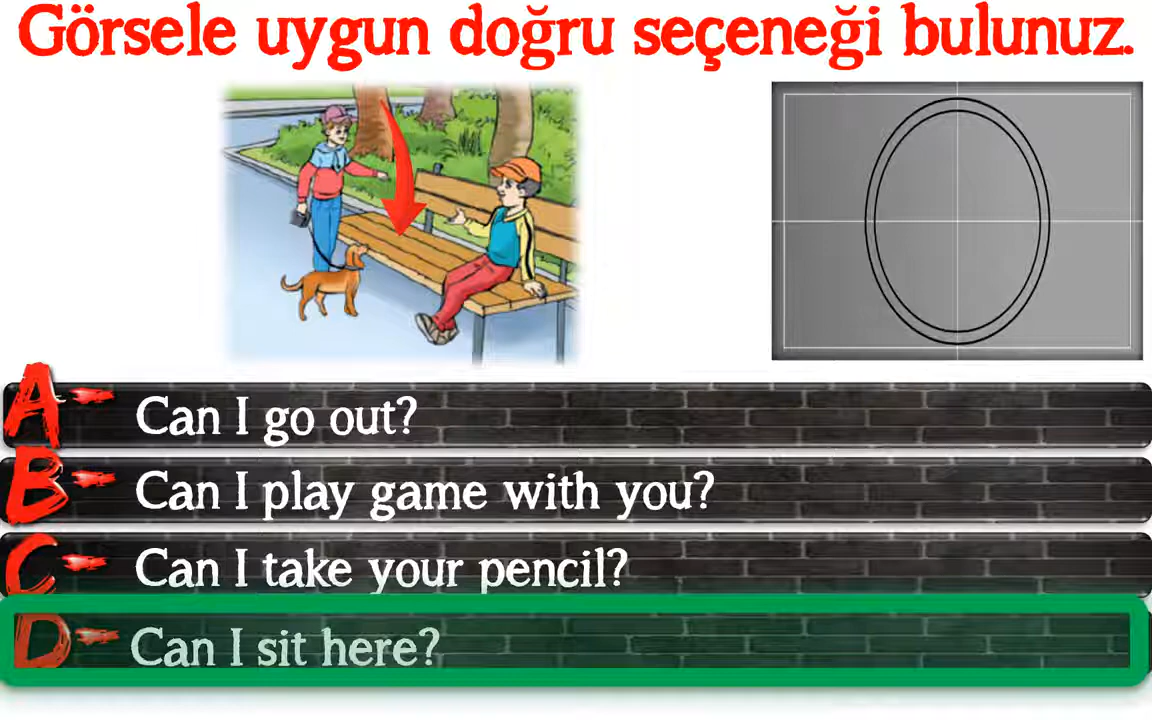 Görsele uygun doğru seçeneği bulunuz.
A- Can I go out?
B- Can I play game with you?
C- Can I take your pencil?
D- Can I sit here?